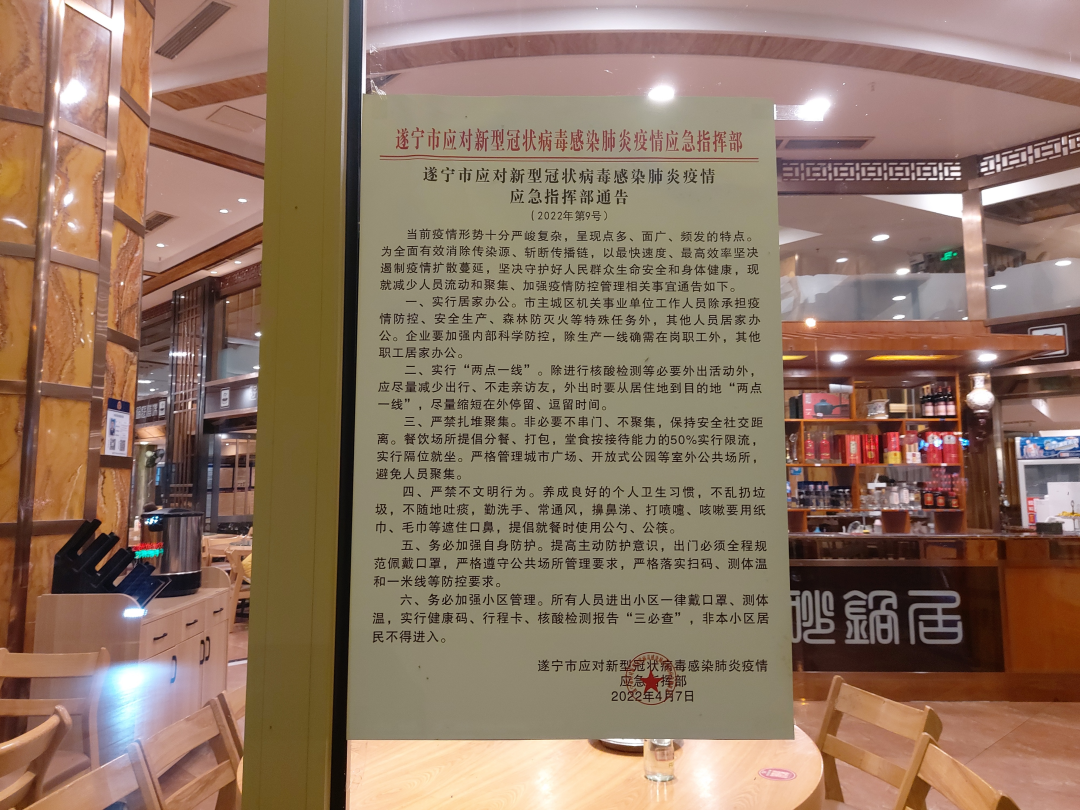 遂宁市应对新型冠状病毒感染肺炎疫情应急指挥部
遂宁市应对新型冠状病毒感染肺炎疫情
应急指挥部通告
（2022年第9号）
当前疫情形势十分严峻复杂，呈现点多、面广、频发的特点。
为全面有效消除传染源、斩断传播链，以最快速度、最高效率坚决
遏制疫情扩散蔓延，坚决守护好人民群众生命安全和身体健康，现
就减少人员流动和聚集、加强疫情防控管理相关事宜通告如下。
一、实行居家办公。市主城区机关事业单位工作人员除承担疫
情防控、安全生产、森林防灭火等特殊任务外，其他人员居家办
公。企业要加强内部科学防控，除生产一线确需在岗职工外，其他
职工居家办公。
二、实行“两点一线”。除进行核酸检测等必要外出活动外，
应尽量减少出行、不走亲访友，外出时要从居住地到目的地“两点
一线”，尽量缩短在外停留、逗留时间。
三、严禁扎堆聚集。非必要不串门、不聚集，保持安全社交距
离。餐饮场所提倡分餐、打包，堂食按接待能力的50%实行限流，
实行隔位就坐。严格管理城市广场、开放式公园等室外公共场所，
避免人员聚集。
四、严禁不文明行为。养成良好的个人卫生习惯，不乱扔垃
圾，不随地吐痰，勤洗手、常通风，擤鼻涕、打喷嚏、咳嗽要用纸
巾、毛巾等遮住口鼻，提倡就餐时使用公勺、公筷。
五、务必加强自身防护。提高主动防护意识，出门必须全程规
范佩戴口罩，严格遵守公共场所管理要求，严格落实扫码、测体温
和一米线等防控要求。
六、务必加强小区管理。所有人员进出小区一律戴口罩、测体
温，实行健康码、行程卡、核酸检测报告“三必查”，非本小区居
民不得进入。
遂宁市应对新型冠状病毒感染肺炎疫情
应急指挥部
2022年4月7日
砂鍋居